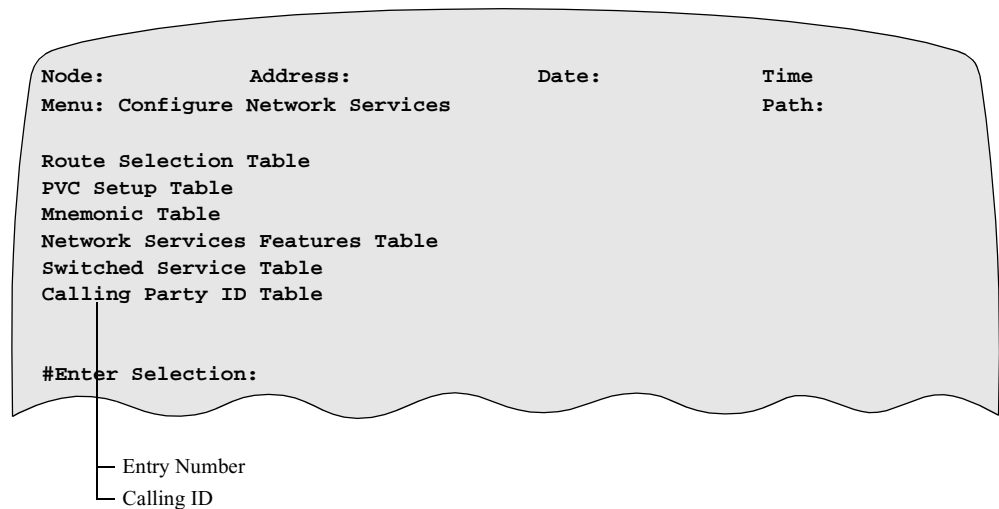 Node: Address: Date: Time
Menu: Configure Network Services Path:
Route Selection Table
PVC Setup Table
Mnemonic Table
Network Services Features Table
Switched Service Table
Calling Party ID Table
#Enter Selection:
Entry Number
Calling ID